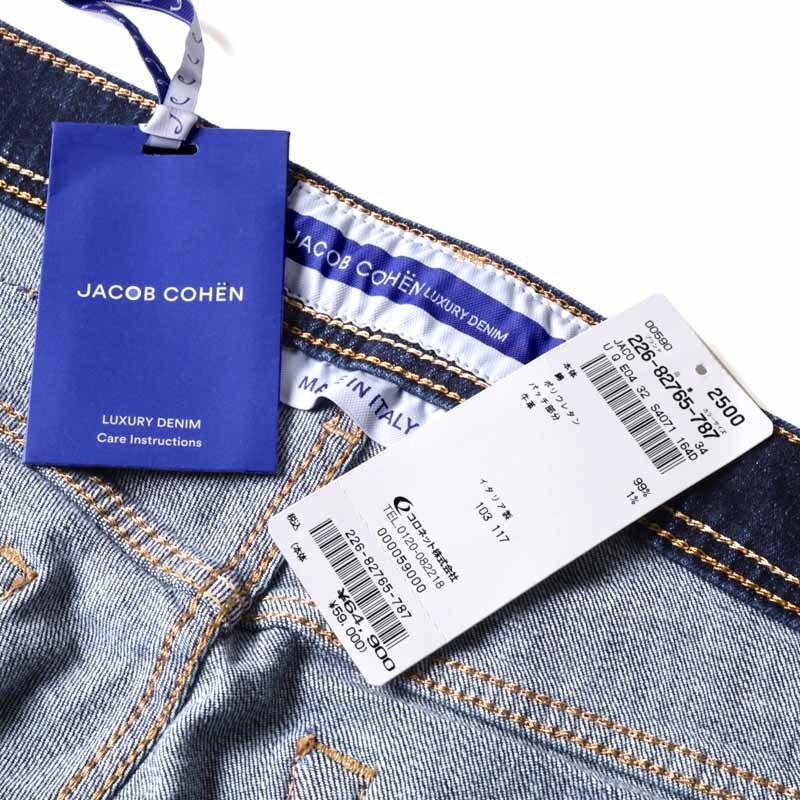 JACOB COHËN
LUXURY DENIM
Care Instructions
JACOB COHËN LUXURY DENIM
MADE IN ITALY
00590
2500
226-82765-787 34
JACO
U Q E04 32 S4071 164D
本体
綿 99%
ポリウレタン 1%
パッチ部分
牛革
イタリア製
103 117
コロネット株式会社
TEL.0120-082218
000059000
226-82765-787
税込 ¥64,900
(本体 ¥59,000)